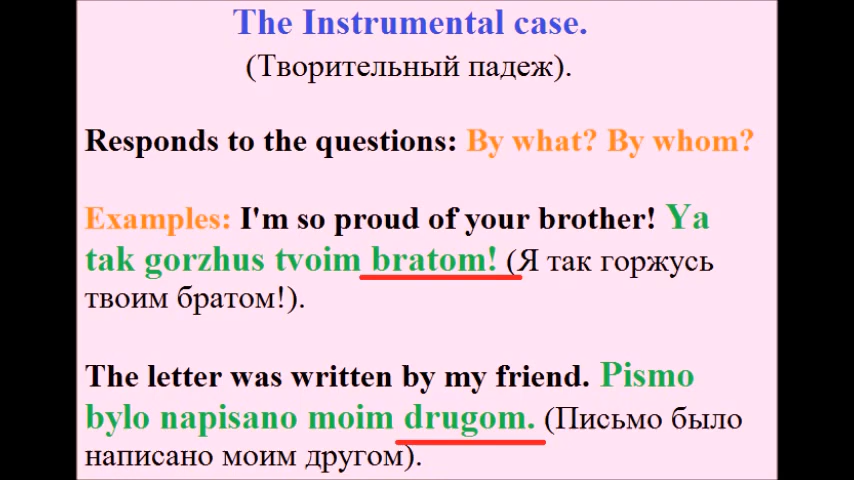 The Instrumental case.
(Творительный падеж).
Responds to the questions: By what? By whom?
Examples: I'm so proud of your brother! Ya
tak gorzhus tvoim bratom! (Я так горжусь
твоим братом!).
The letter was written by my friend. Pismo
bylo napisano moim drugom. (Письмо было
написано моим другом).